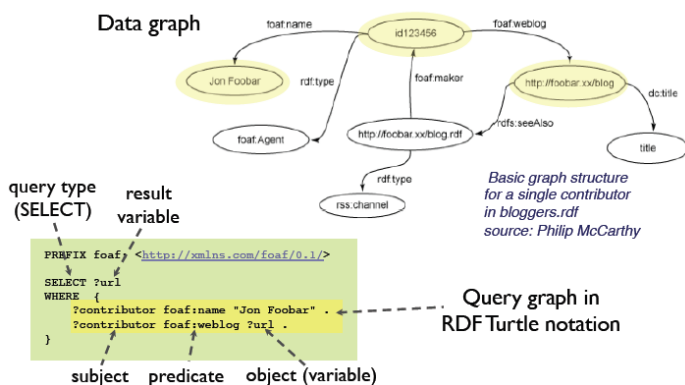 Data graph
foaf:name
id123456
foaf:weblog
Jon Foobar
rdf:type
foaf:maker
http://foobar.xx/blog
dc:title
rdfs:seeAlso
foaf:Agent
http://foobar.xx/blog.rdf
title
rdf:type
rss:channel
Basic graph structure
for a single contributor
in bloggers.rdf
source: Philip McCarthy
query type
(SELECT)
result
variable
PREFIX foaf: <http://xmlns.com/foaf/0.1/>
SELECT ?url
WHERE {
?contributor foaf:name "Jon Foobar" .
?contributor foaf:weblog ?url .
}
Query graph in
RDF Turtle notation
subject predicate object (variable)